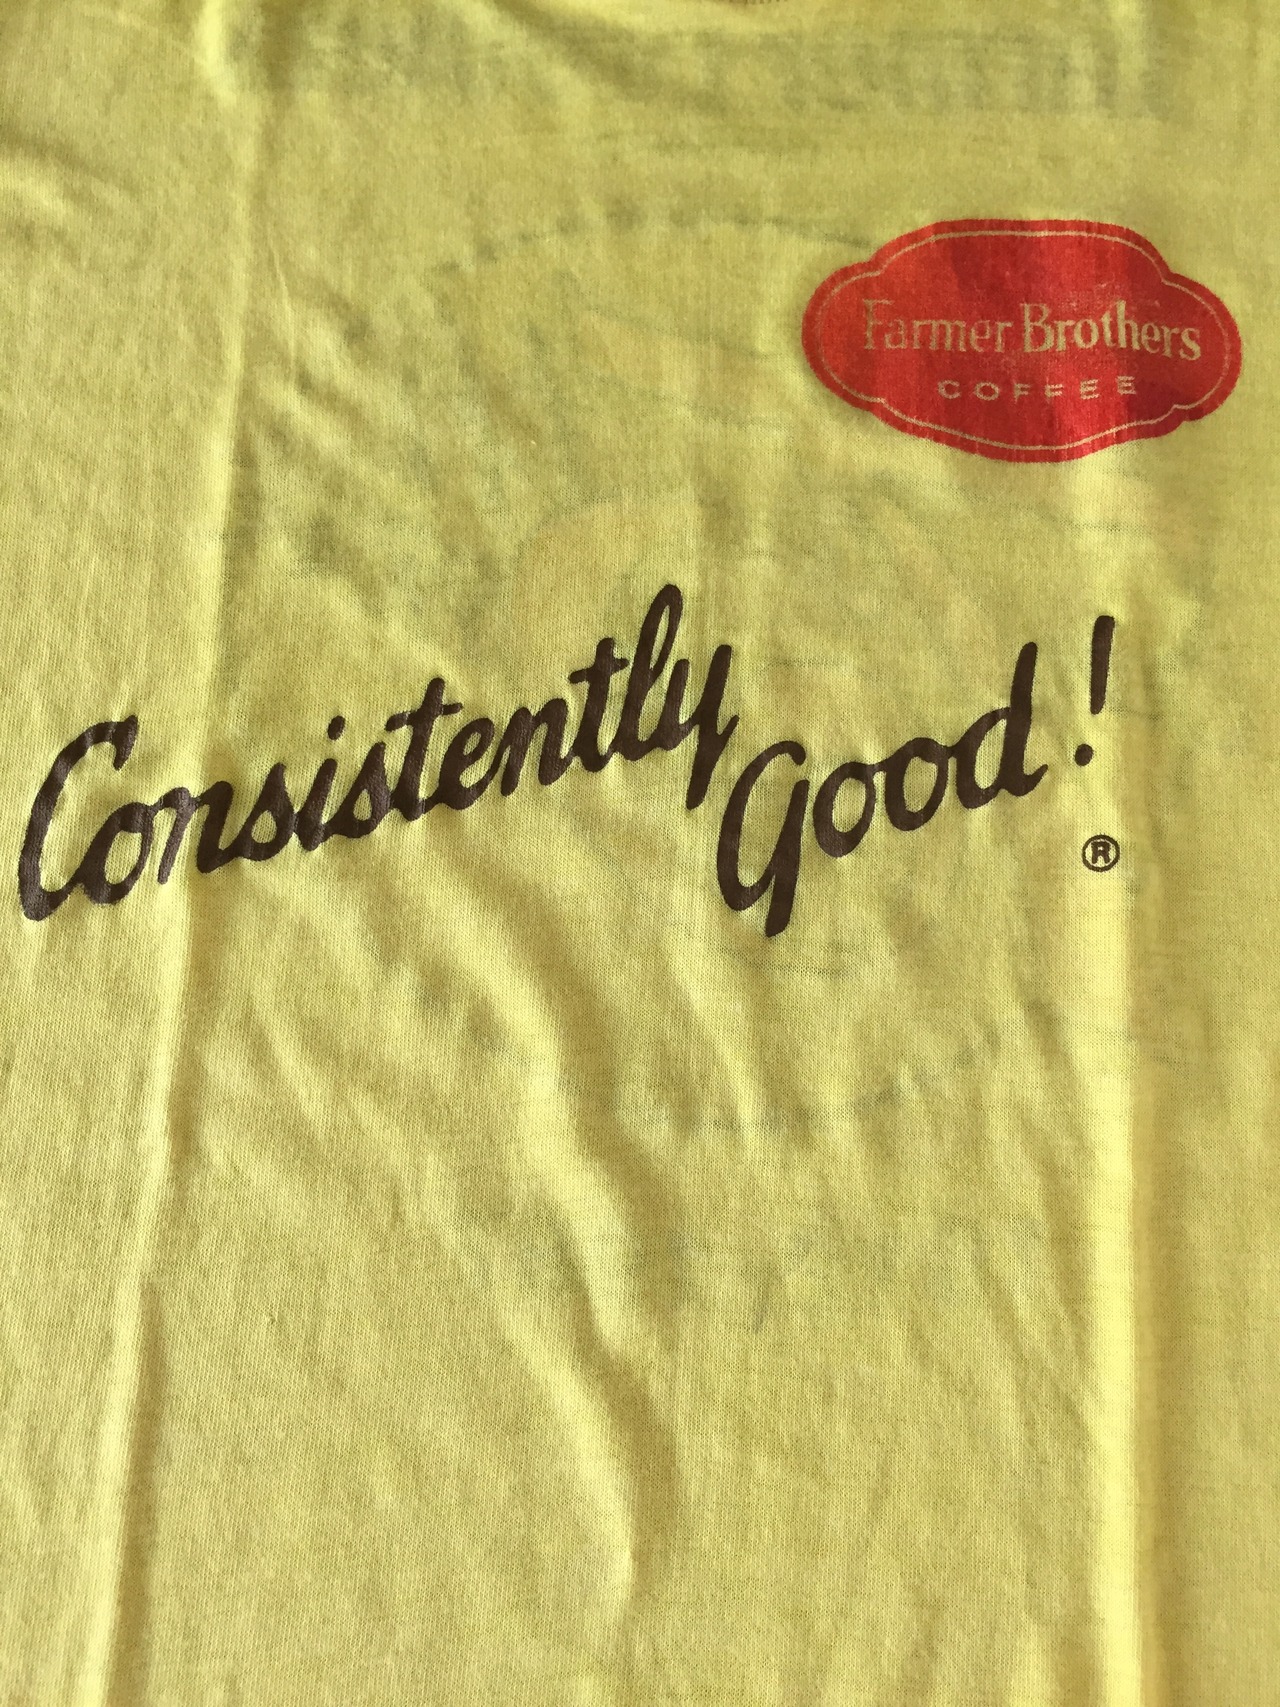 Farmer Brothers
COFFEE
Consistently Good!
®